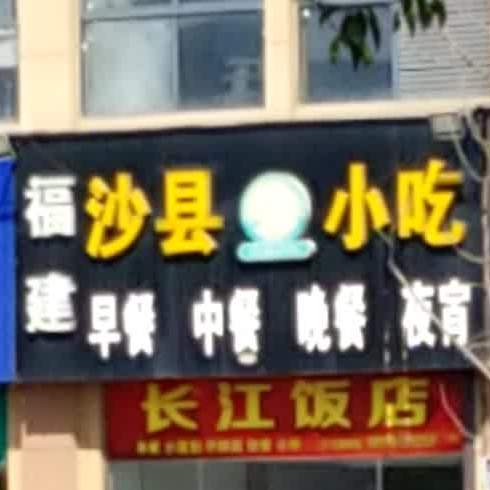 福建
沙县小吃
早餐 中餐 晚餐 夜宵
长江饭店